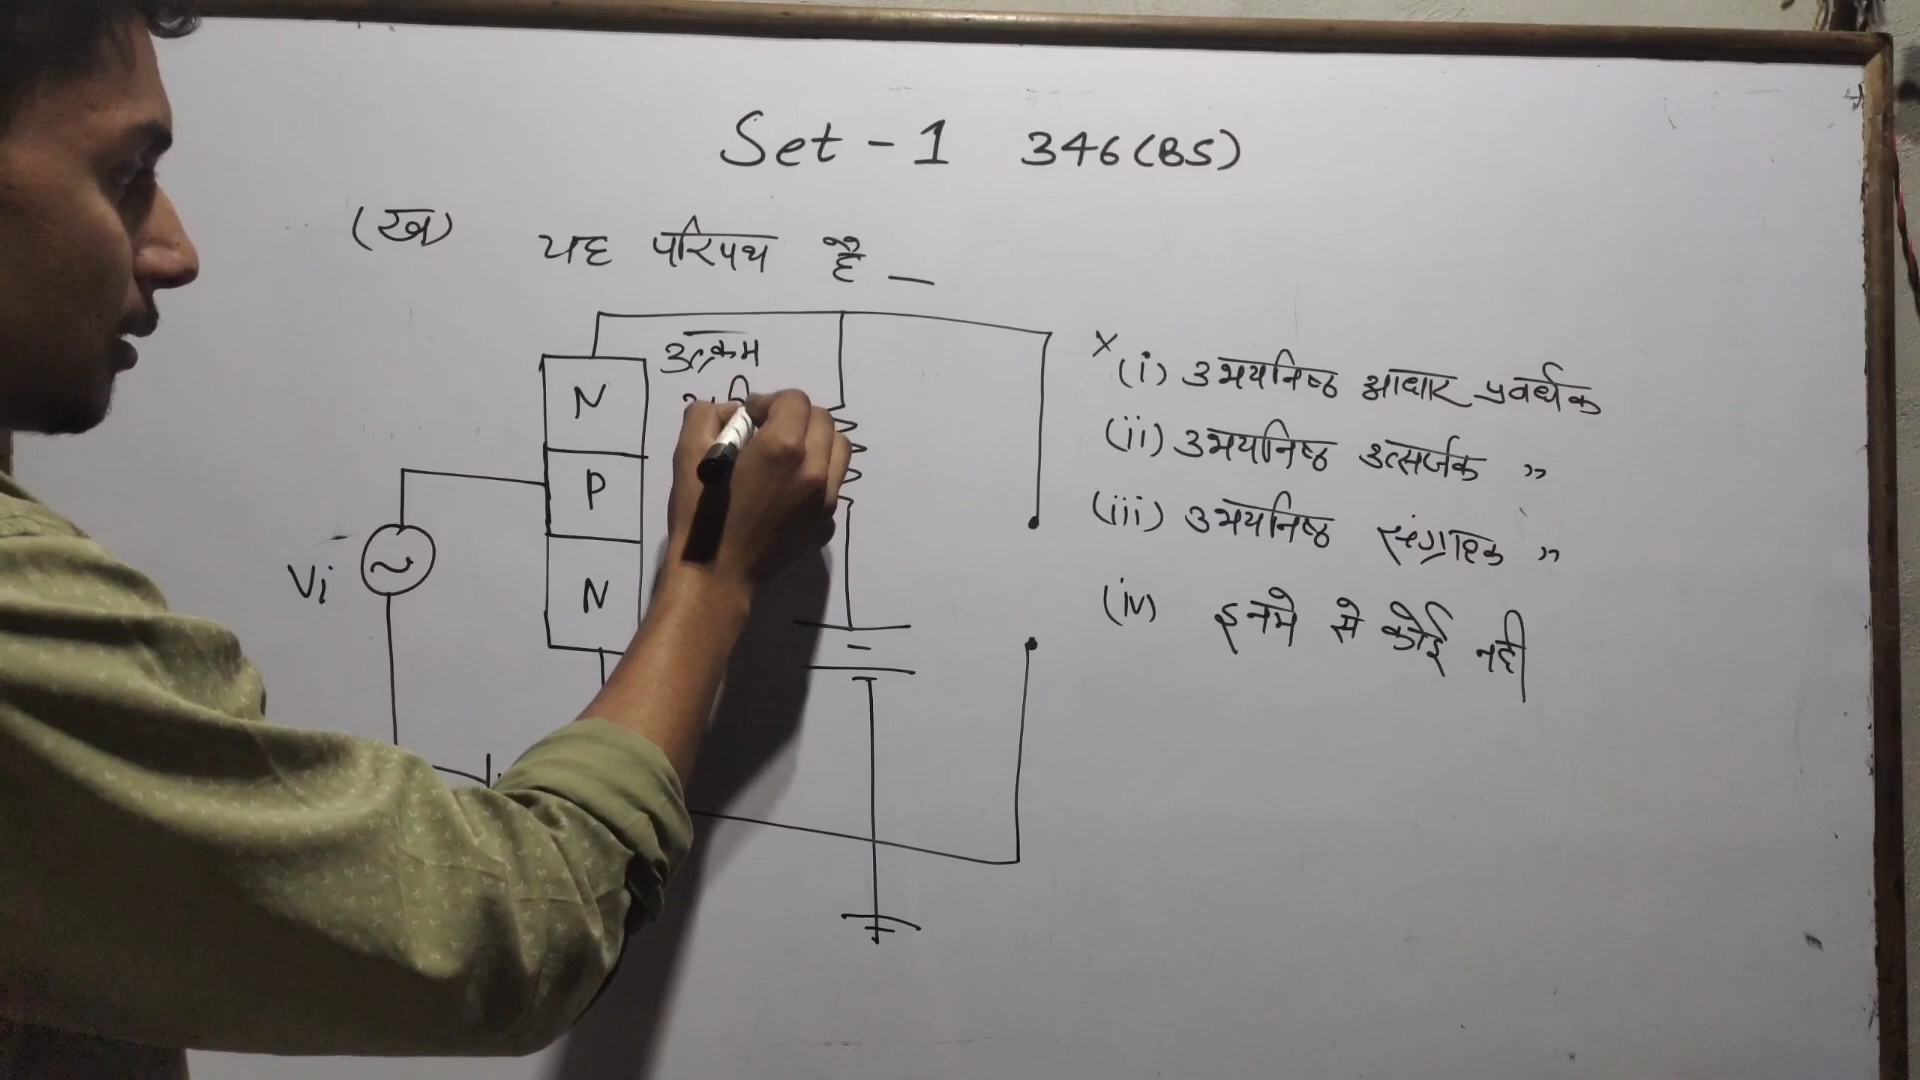 Set - 1 346 (BS)
(ख) यह परिपथ है —
उत्क्रम
N
P
N
Vi
× (i) उभयनिष्ठ आधार प्रवर्धक
(ii) उभयनिष्ठ उत्सर्जक "
(iii) उभयनिष्ठ संग्राहक "
(iv) इनमे से कोई नही